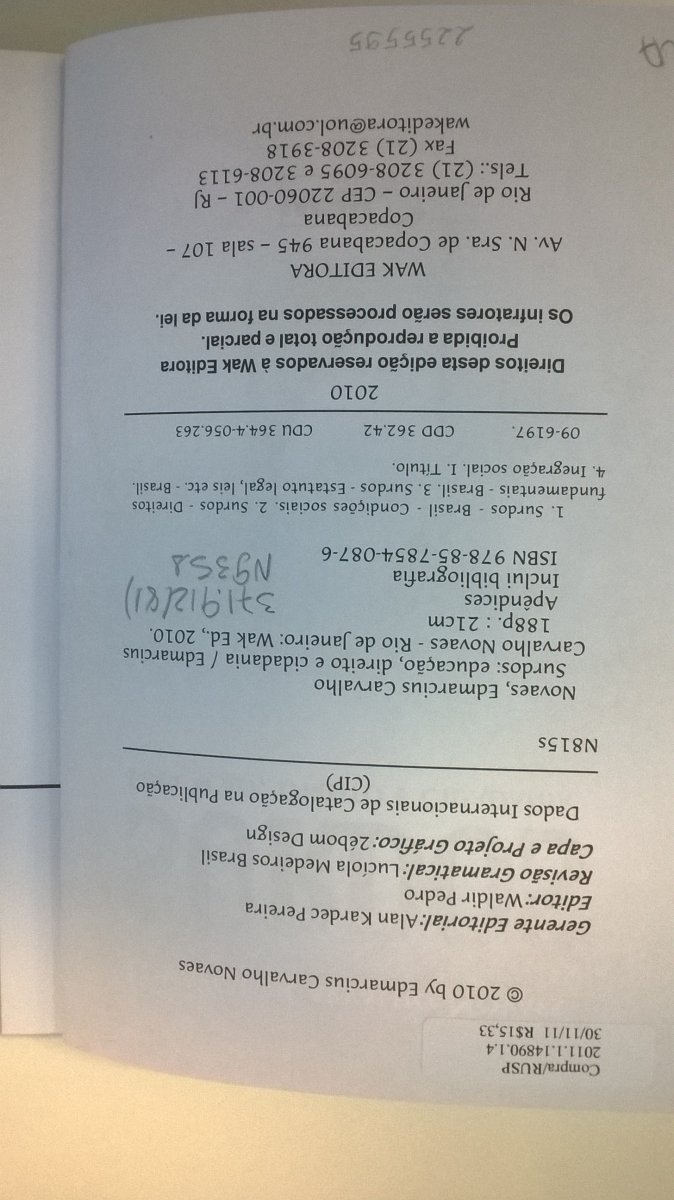 Compra/RUSP
2011.1.14890.1.4
30/11/11 R$15,33
© 2010 by Edmarcius Carvalho Novaes
Gerente Editorial: Alan Kardec Pereira
Editor: Waldir Pedro
Revisão Gramatical: Lucíola Medeiros Brasil
Capa e Projeto Gráfico: 2ébom Design
Dados Internacionais de Catalogação na Publicação
(CIP)
N815s
Novaes, Edmarcius Carvalho
Surdos: educação, direito e cidadania / Edmarcius
Carvalho Novaes - Rio de Janeiro: Wak Ed., 2010.
188p. : 21cm
Apêndices
371.912(81)
Inclui bibliografia
N935s
ISBN 978-85-7854-087-6
1. Surdos - Brasil - Condições sociais. 2. Surdos - Direitos
fundamentais - Brasil. 3. Surdos - Estatuto legal, leis etc. - Brasil.
4. Inegração social. I. Título.
09-6197. CDD 362.42 CDU 364.4-056.263
2010
Direitos desta edição reservados à Wak Editora
Proibida a reprodução total e parcial.
Os infratores serão processados na forma da lei.
WAK EDITORA
Av. N. Sra. de Copacabana 945 – sala 107 –
Copacabana
Rio de Janeiro – CEP 22060-001 – RJ
Tels.: (21) 3208-6095 e 3208-6113
Fax (21) 3208-3918
wakeditora@uol.com.br
2255595